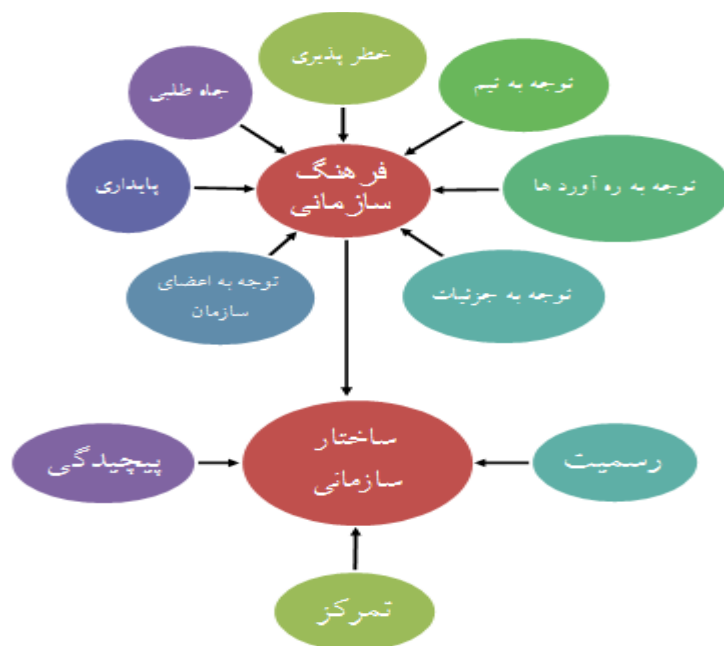 خطر پذیری
توجه به تیم
جاه طلبی
فرهنگ
سازمانی
توجه به ره آورد ها
پایداری
توجه به اعضای
سازمان
توجه به جزئیات
ساختار
سازمانی
رسمیت
پیچیدگی
تمرکز